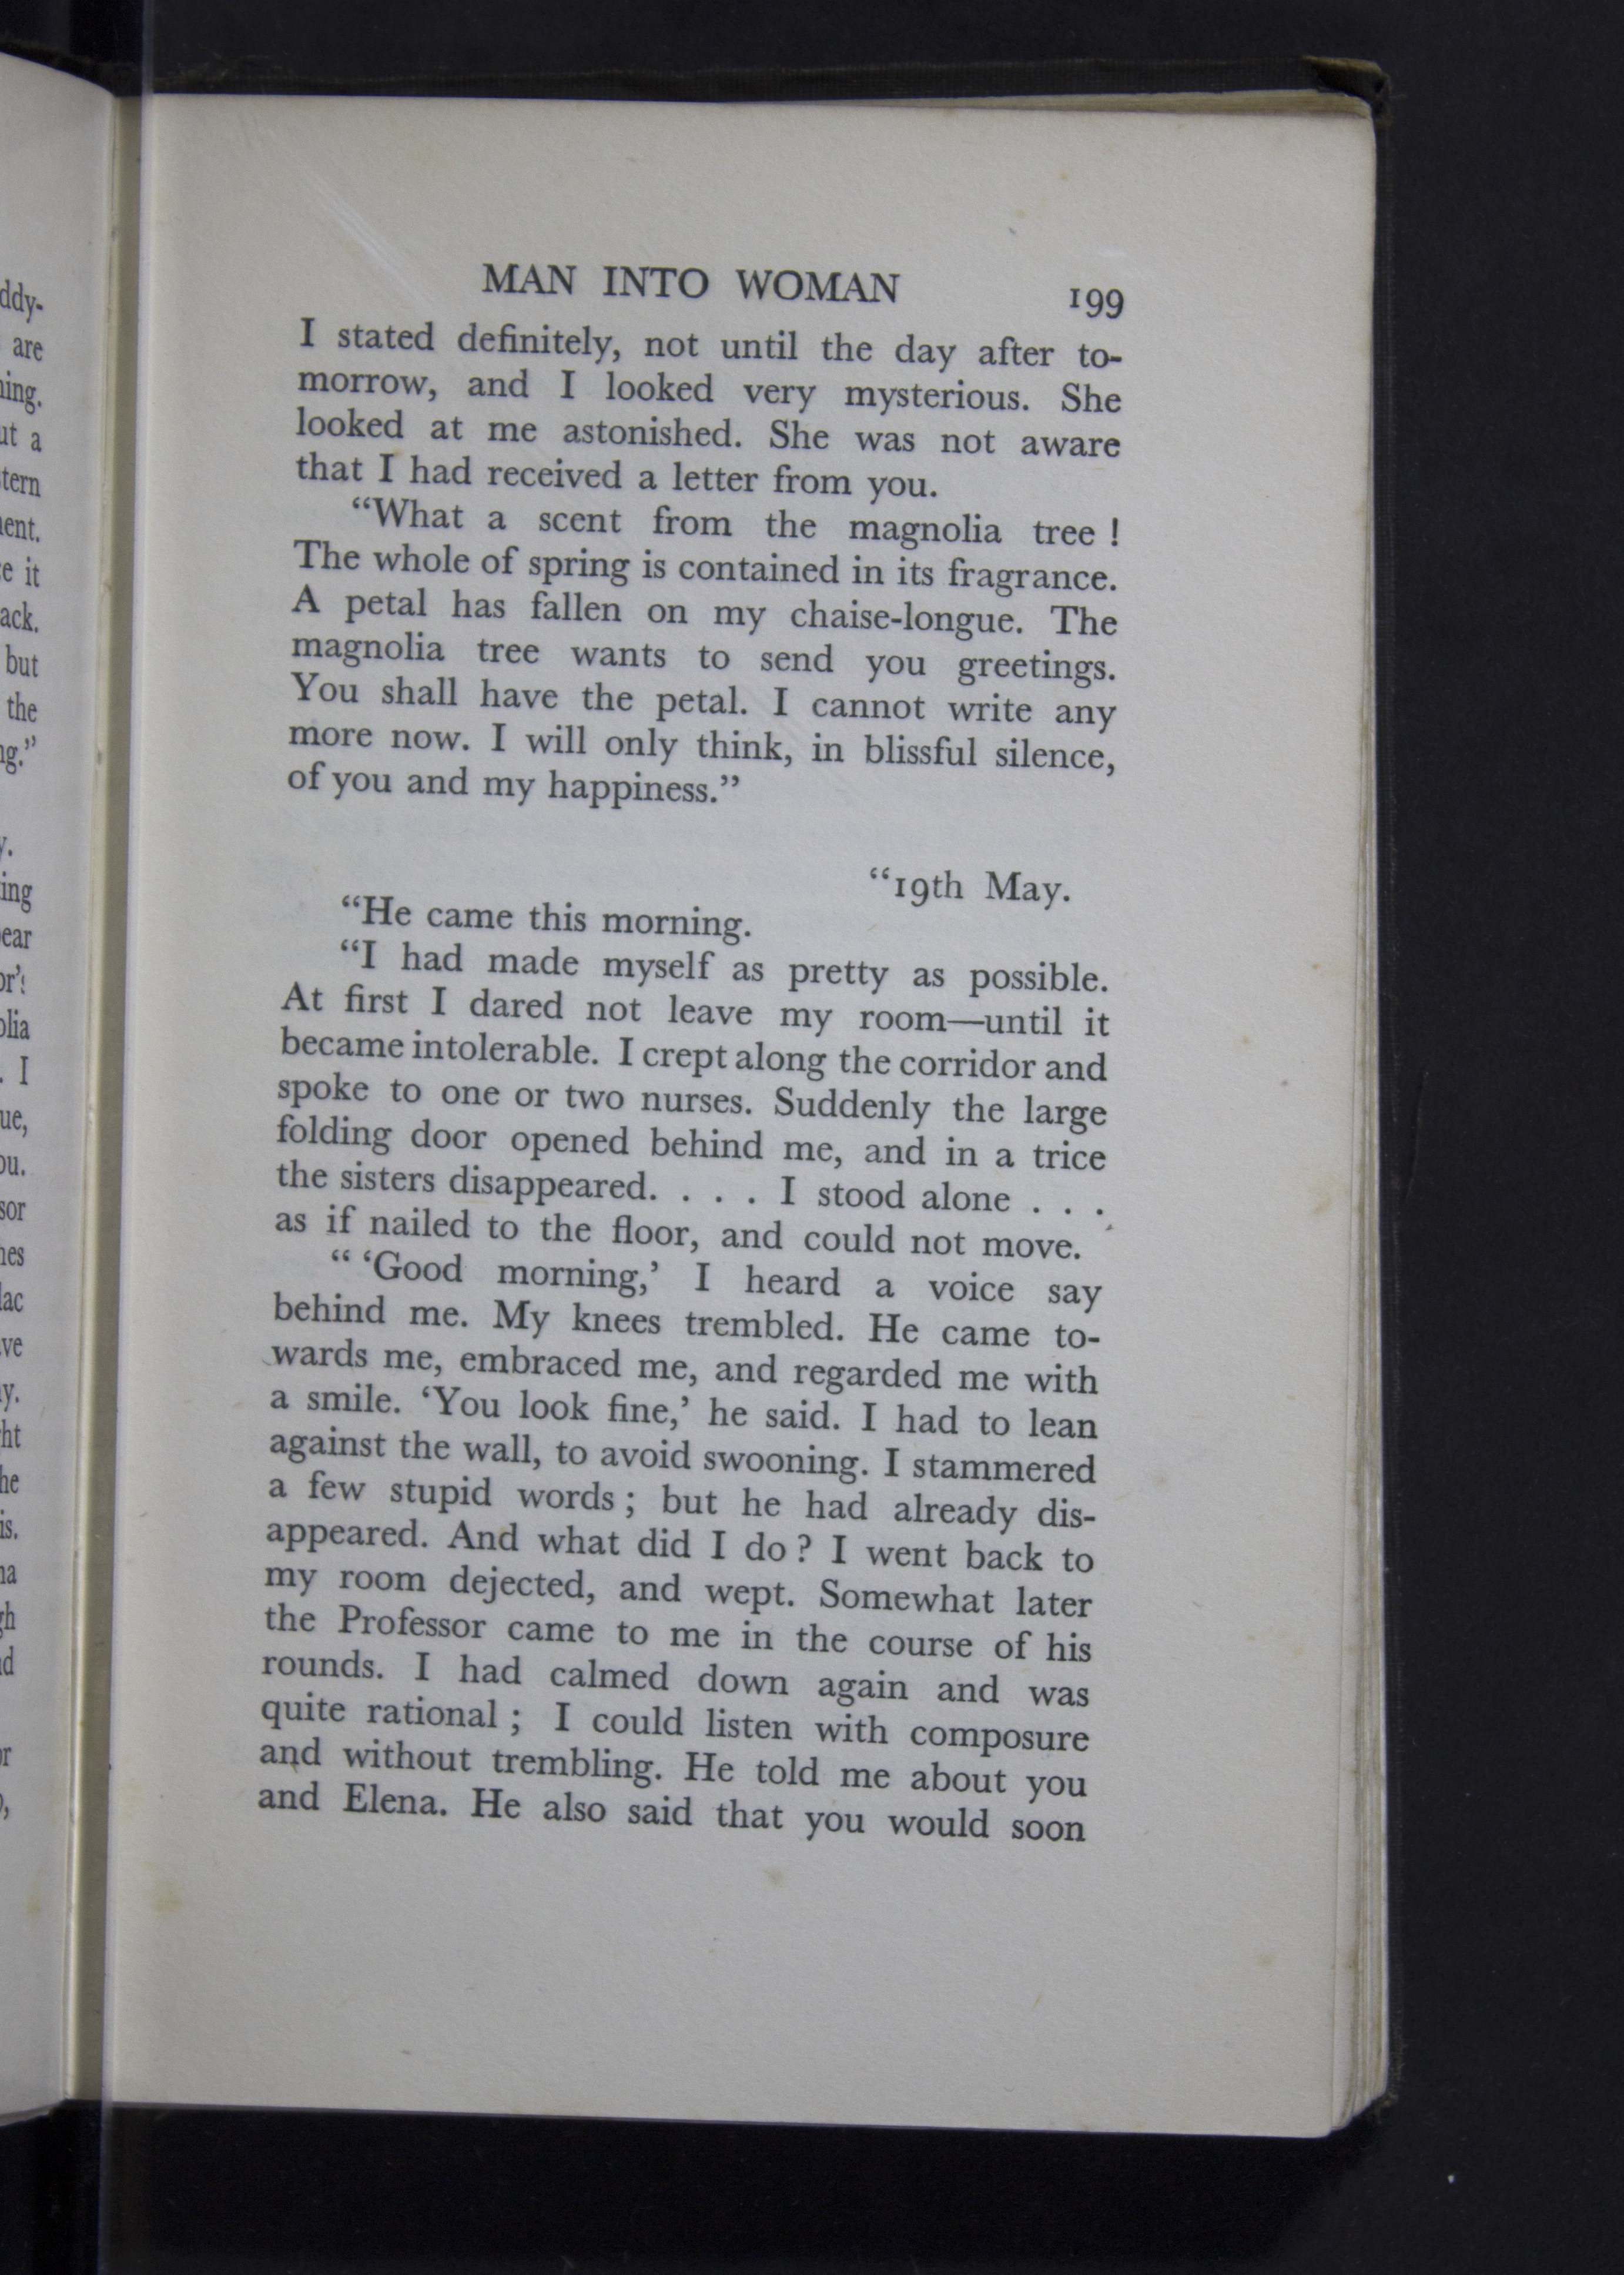 MAN INTO WOMAN 199
I stated definitely, not until the day after to-
morrow, and I looked very mysterious. She
looked at me astonished. She was not aware
that I had received a letter from you.
“What a scent from the magnolia tree !
The whole of spring is contained in its fragrance.
A petal has fallen on my chaise-longue. The
magnolia tree wants to send you greetings.
You shall have the petal. I cannot write any
more now. I will only think, in blissful silence,
of you and my happiness.”
“19th May.
“He came this morning.
“I had made myself as pretty as possible.
At first I dared not leave my room—until it
became intolerable. I crept along the corridor and
spoke to one or two nurses. Suddenly the large
folding door opened behind me, and in a trice
the sisters disappeared. . . . I stood alone . . .
as if nailed to the floor, and could not move.
“ ‘Good morning,’ I heard a voice say
behind me. My knees trembled. He came to-
wards me, embraced me, and regarded me with
a smile. ‘You look fine,’ he said. I had to lean
against the wall, to avoid swooning. I stammered
a few stupid words ; but he had already dis-
appeared. And what did I do ? I went back to
my room dejected, and wept. Somewhat later
the Professor came to me in the course of his
rounds. I had calmed down again and was
quite rational ; I could listen with composure
and without trembling. He told me about you
and Elena. He also said that you would soon